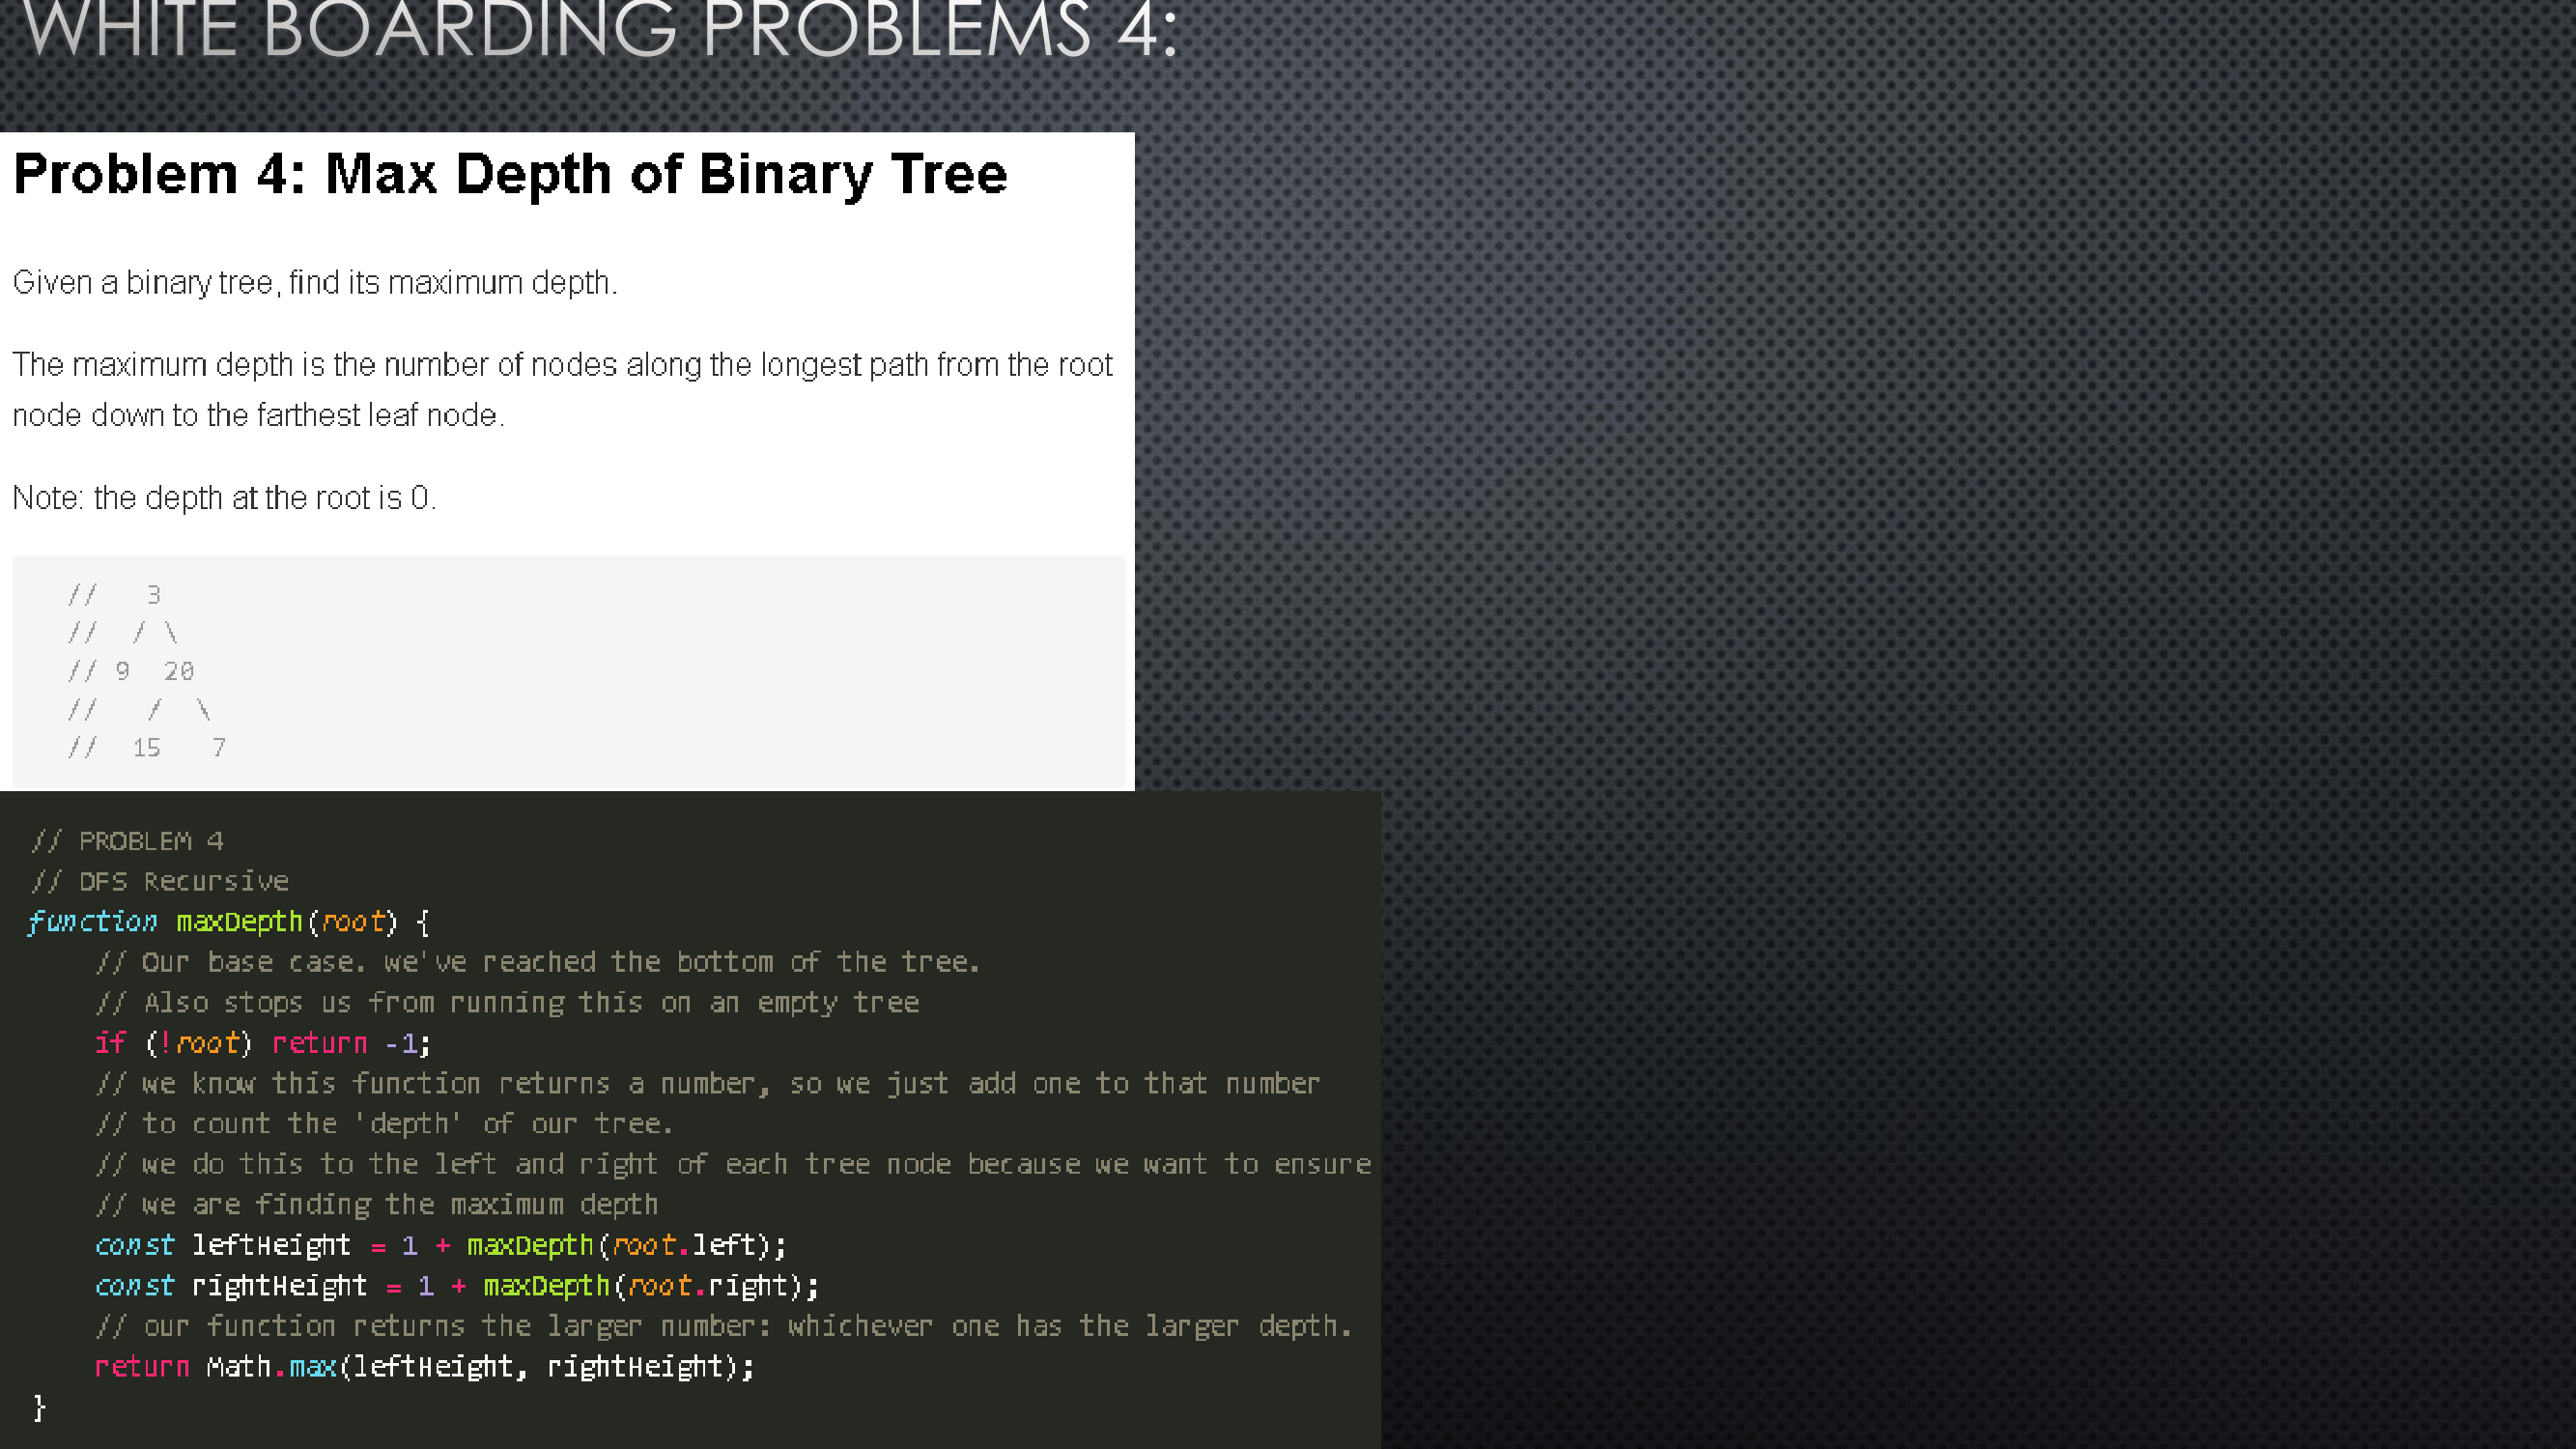 WHITE BOARDING PROBLEMS 4:
Problem 4: Max Depth of Binary Tree
Given a binary tree, find its maximum depth.
The maximum depth is the number of nodes along the longest path from the root
node down to the farthest leaf node.
Note: the depth at the root is 0.
//   3
//  / \
// 9  20
//   /  \
//  15   7
// PROBLEM 4
// DFS Recursive
function maxDepth(root) {
    // Our base case. we've reached the bottom of the tree.
    // Also stops us from running this on an empty tree
    if (!root) return -1;
    // we know this function returns a number, so we just add one to that number
    // to count the 'depth' of our tree.
    // we do this to the left and right of each tree node because we want to ensure
    // we are finding the maximum depth
    const leftHeight = 1 + maxDepth(root.left);
    const rightHeight = 1 + maxDepth(root.right);
    // our function returns the larger number: whichever one has the larger depth.
    return Math.max(leftHeight, rightHeight);
}